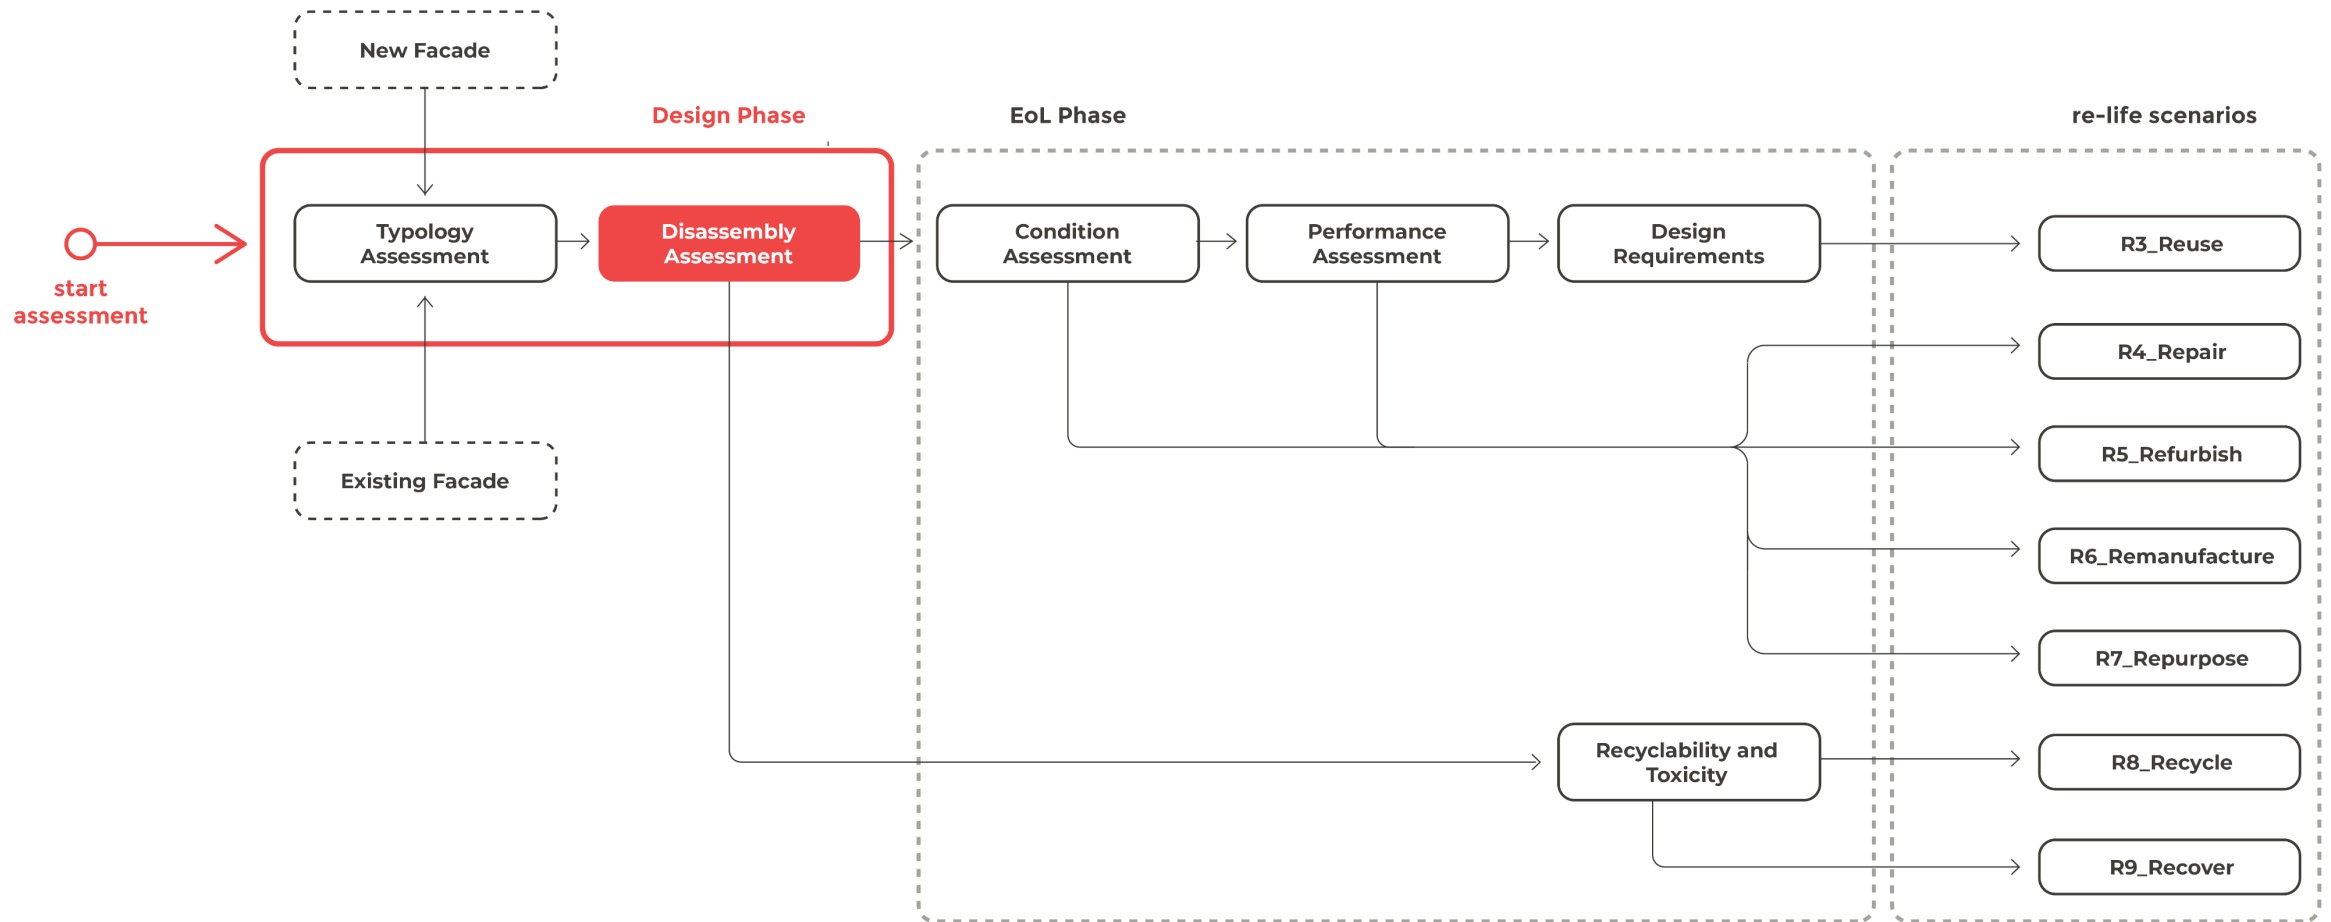 New Facade
Design Phase
EoL Phase
re-life scenarios
start
assessment
Typology
Assessment
Disassembly
Assessment
Condition
Assessment
Performance
Assessment
Design
Requirements
R3_Reuse
R4_Repair
Existing Facade
R5_Refurbish
R6_Remanufacture
R7_Repurpose
Recyclability and
Toxicity
R8_Recycle
R9_Recover